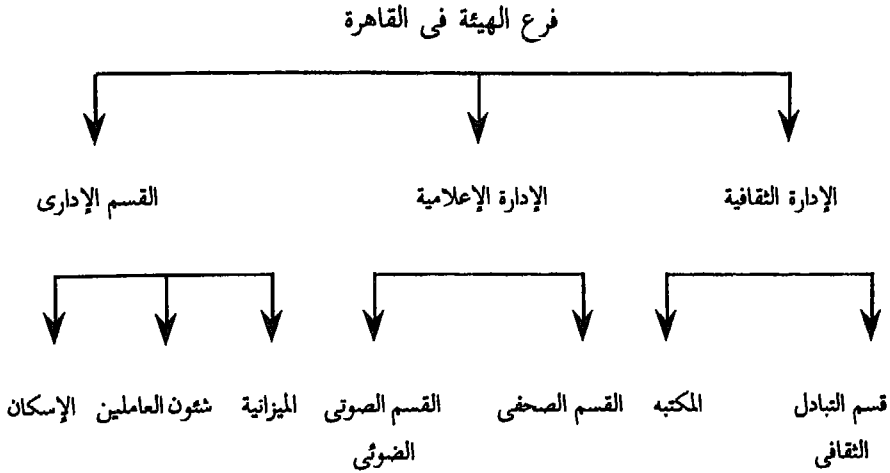 فرع الهيئة فى القاهرة
الإدارة الثقافية
الإدارة الإعلامية
القسم الإدارى
قسم التبادل
الثقافى
المكتبه
القسم الصحفى
القسم الصوتى
الضوئى
الميزانية
شئون العاملين
الإسكان